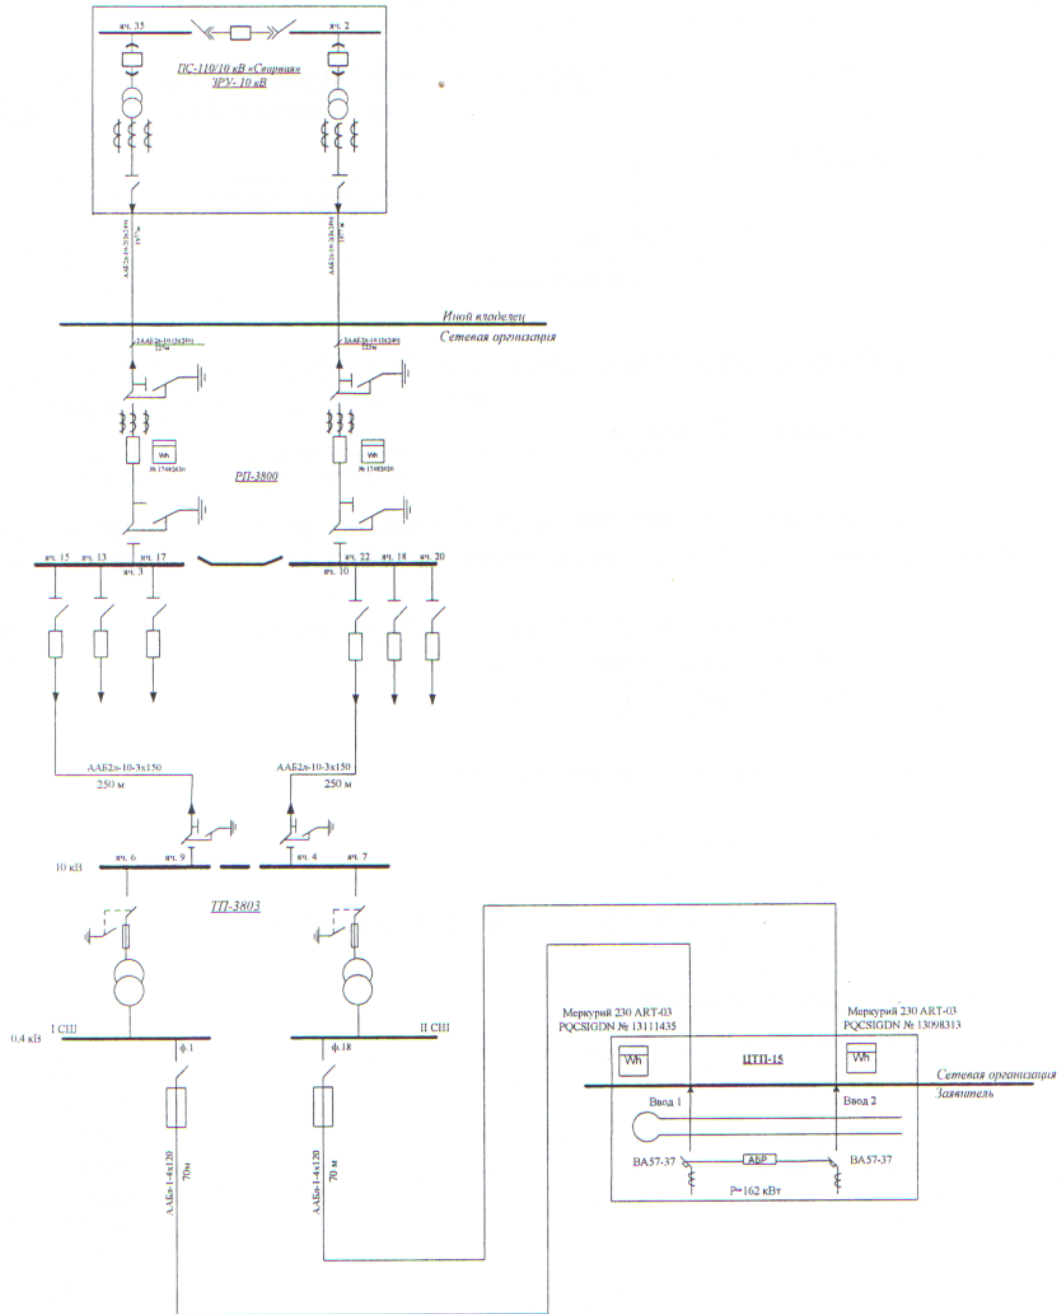 яч. 35
яч. 2
ПС-110/10 кВ «Сварная»
ЗРУ- 10 кВ
Иной владелец
Сетевая оргнизация
225м
Wh
Wh
РП-3800
яч. 15
яч. 13
яч. 17
яч. 22
яч. 18
яч. 20
яч. 3
яч. 10
ААБ2л-10-3х150
250 м
ААБ2л-10-3х150
250 м
яч. 6
яч. 9
яч. 4
яч. 7
10 кВ
ТП-3803
I СШ
II СШ
0,4 кВ
ф.1
ф.18
ААБл-1-4х120
70м
ААБл-1-4х120
70 м
Меркурий 230 ART-03
PQCSIGDN № 13111435
Меркурий 230 ART-03
PQCSIGDN № 13098313
Wh
ЦТП-15
Wh
Сетевая организация
Заявитель
Ввод 1
Ввод 2
ВА57-37
АВР
ВА57-37
Р=162 кВт